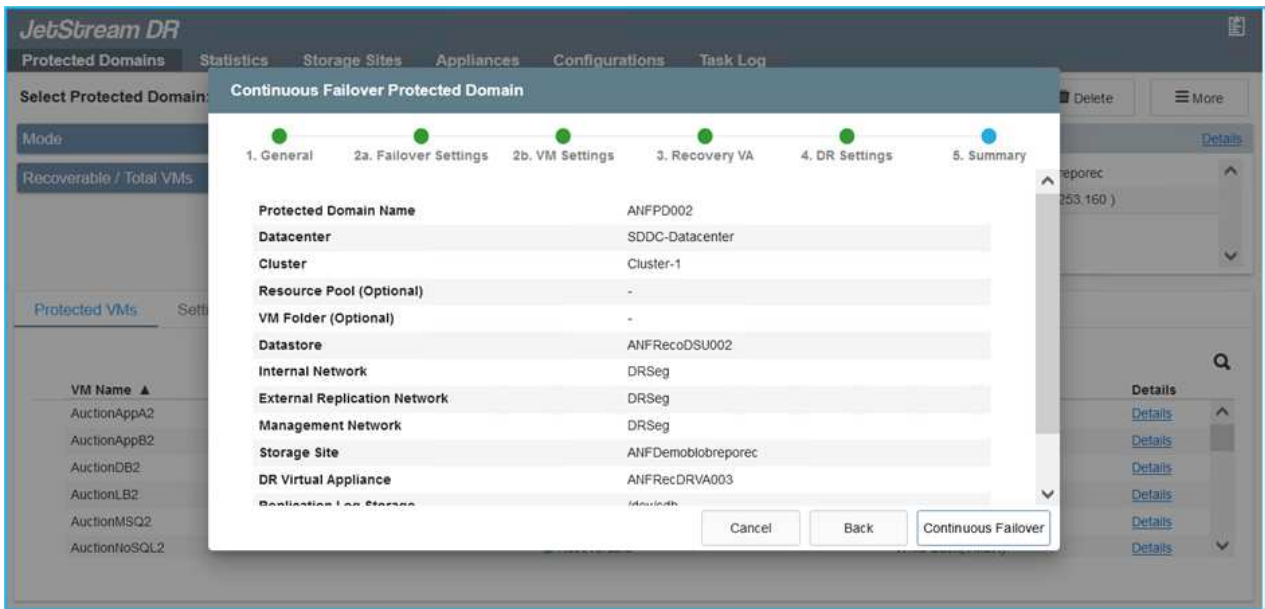 JetStream DR
Protected Domains Statistics Storage Sites Appliances Configurations Task Log
Select Protected Domain: Delete More
Continuous Failover Protected Domain
Mode Details
1. General 2a. Failover Settings 2b. VM Settings 3. Recovery VA 4. DR Settings 5. Summary
Recoverable / Total VMs
Protected Domain Name ANFPD002
Datacenter SDDC-Datacenter
Cluster Cluster-1
Resource Pool (Optional) -
VM Folder (Optional) -
Protected VMs
Datastore ANFRecoDSU002
Internal Network DRSeg
VM Name ▲ Details
External Replication Network DRSeg
AuctionAppA2 Details
Management Network DRSeg
AuctionAppB2 Details
Storage Site ANFDemoblobreporec
AuctionDB2 Details
DR Virtual Appliance ANFRecDRVA003
AuctionLB2 Details
Replication Log Storage /dev/sdb
AuctionMSQ2 Details
Cancel Back Continuous Failover
AuctionNoSQL2 Details